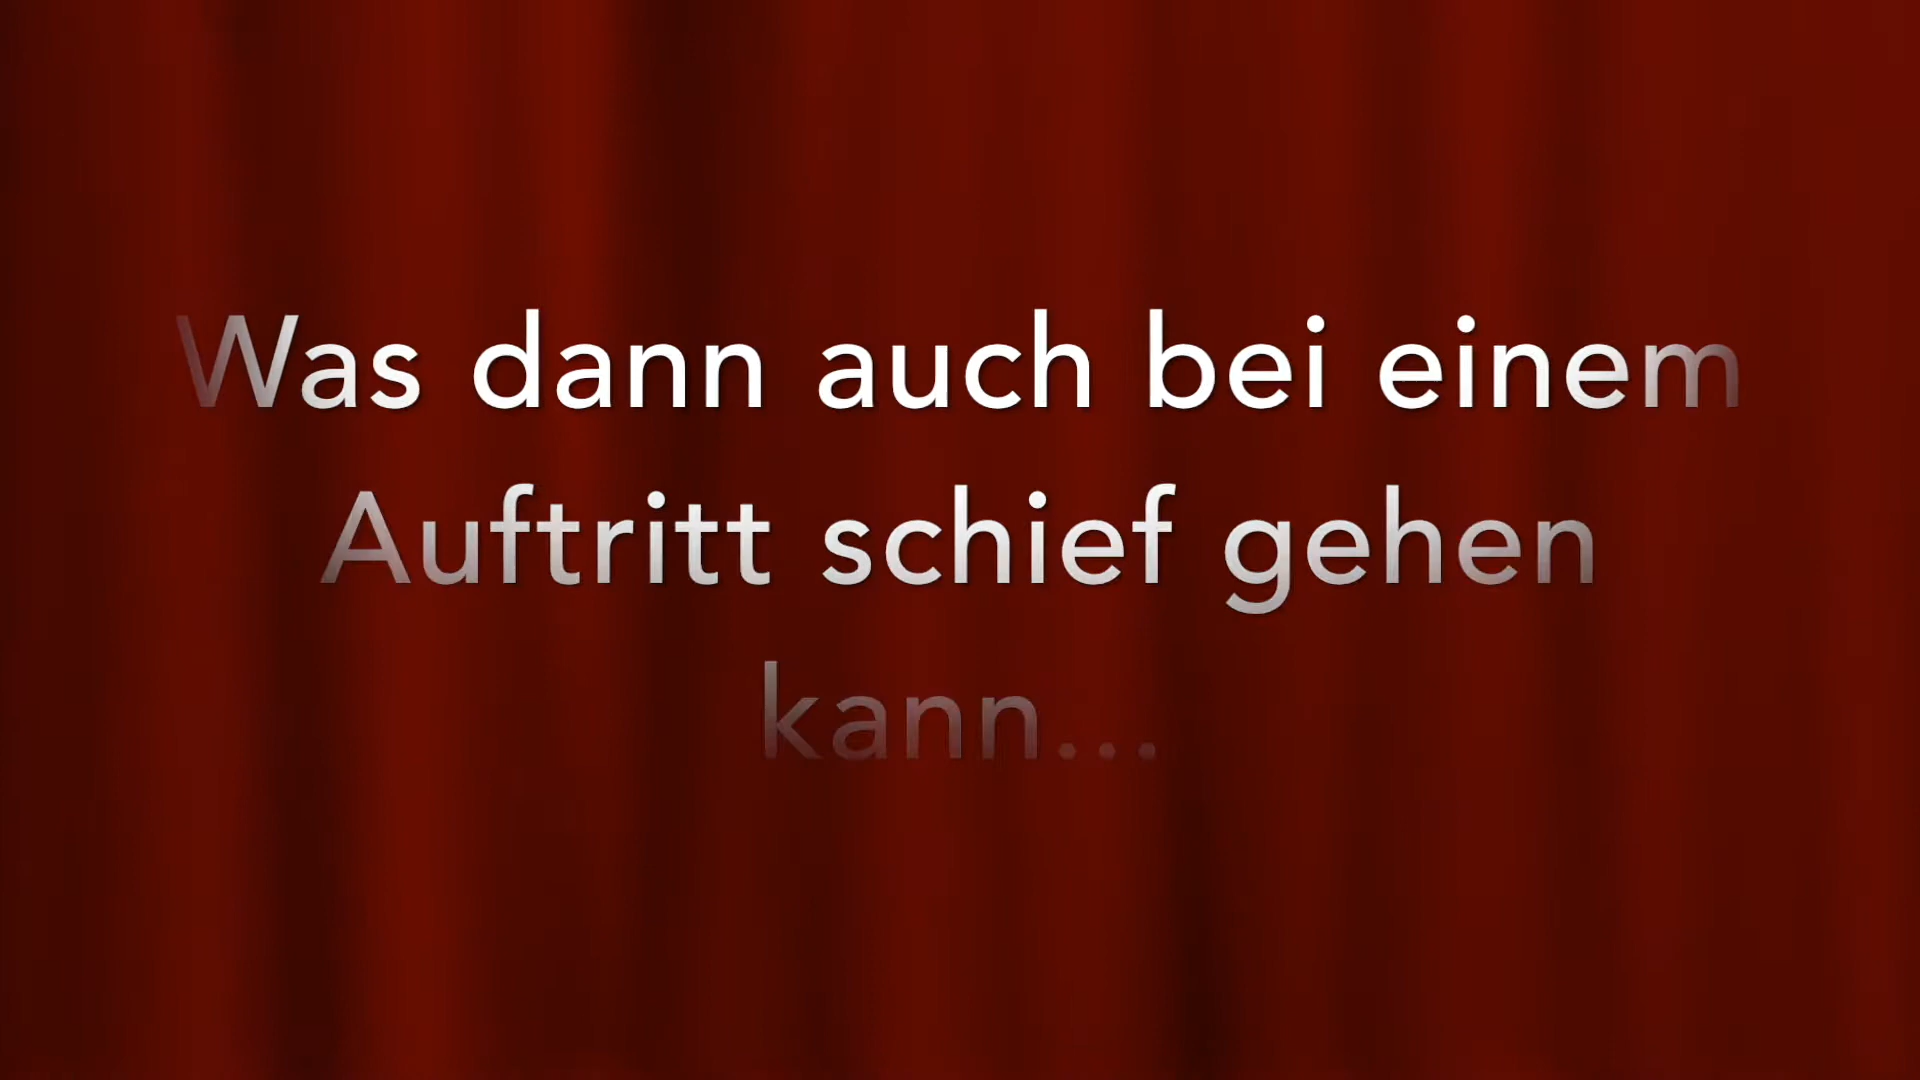 Was dann auch bei einem
Auftritt schief gehen
kann...